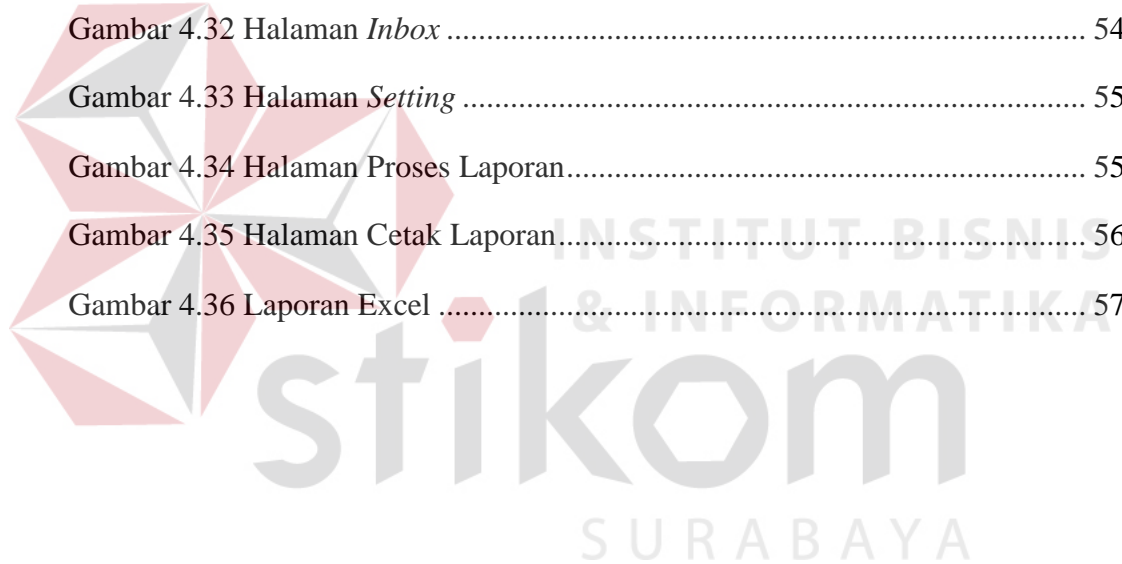 Gambar 4.32 Halaman Inbox ........................................................................... 54
Gambar 4.33 Halaman Setting ......................................................................... 55
Gambar 4.34 Halaman Proses Laporan............................................................. 55
Gambar 4.35 Halaman Cetak Laporan.............................................................. 56
Gambar 4.36 Laporan Excel ............................................................................ 57
INSTITUT BISNIS
& INFORMATIKA
stikom
SURABAYA